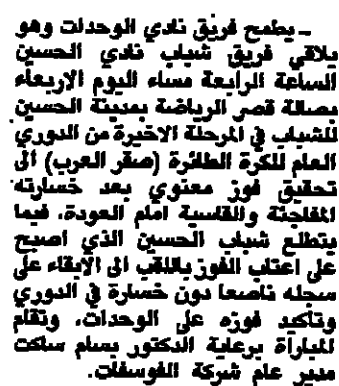 ـ يطمح فريق نادي الوحدات وهو
يلاقي فريق شباب نادي الحسين
الساعة الرابعة مساء اليوم الاربعاء
بصالة قصر الرياضة بمدينة الحسين
للشباب في المرحلة الاخيرة من الدوري
العام للكرة الطائرة (صقر العرب) الى
تحقيق فوز معنوي بعد خسارته
المفاجئة والقاسية امام العودة، فيما
يتطلع شباب الحسين الذي اصبح
على اعتاب الفوز باللقب الى الابقاء على
سجله ناصعا دون خسارة في الدوري
وتأكيد فوزه على الوحدات، وتقام
المباراة برعاية الدكتور بسام ساكت
مدير عام شركة الفوسفات.